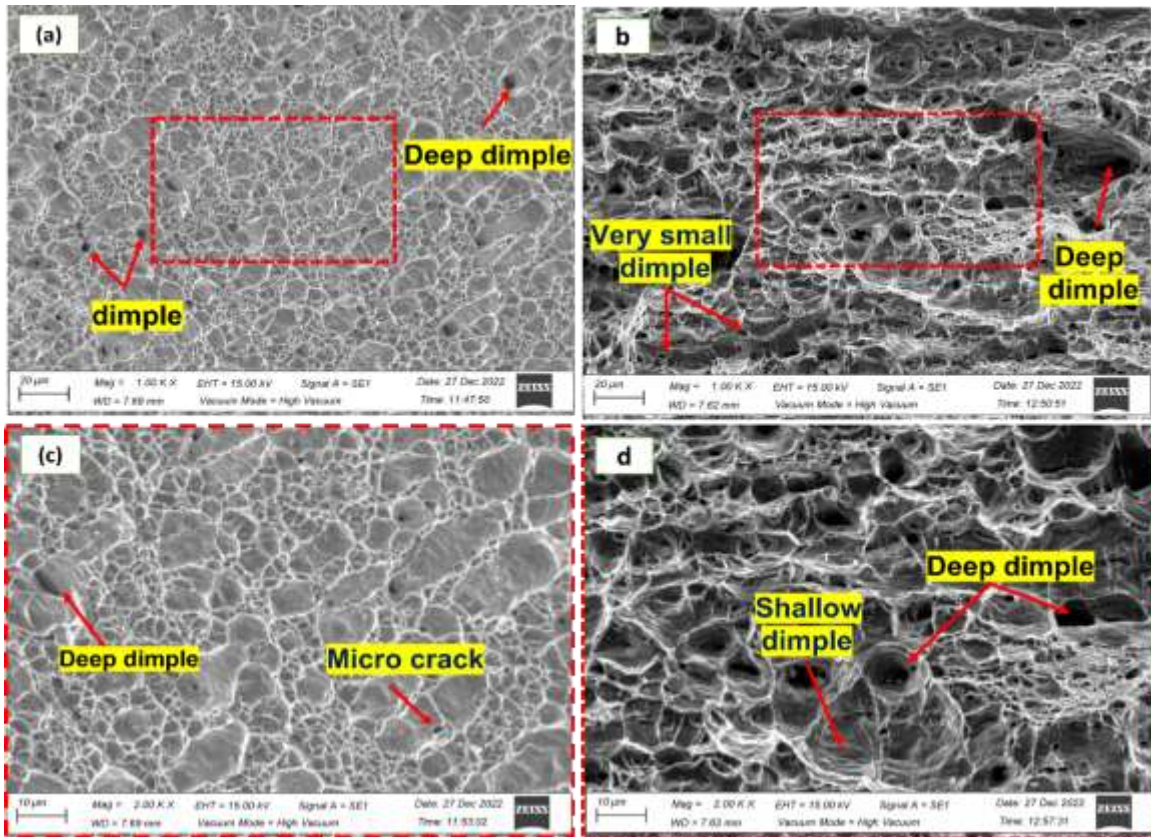 (a)
Deep dimple
dimple
20 µm
Mag = 1.00 K X EHT = 15.00 kV Signal A = SE1 Date: 27 Dec 2022
WD = 7.69 mm Vacuum Mode = High Vacuum Time: 11:47:50
ZEISS
b
Very small
dimple
Deep
dimple
20 µm
Mag = 1.00 K X EHT = 15.00 kV Signal A = SE1 Date: 27 Dec 2022
WD = 7.62 mm Vacuum Mode = High Vacuum Time: 12:50:51
ZEISS
(c)
Deep dimple
Micro crack
10 µm
Mag = 2.00 K X EHT = 15.00 kV Signal A = SE1 Date: 27 Dec 2022
WD = 7.69 mm Vacuum Mode = High Vacuum Time: 11:53:02
ZEISS
d
Deep dimple
Shallow
dimple
10 µm
Mag = 2.00 K X EHT = 15.00 kV Signal A = SE1 Date: 27 Dec 2022
WD = 7.63 mm Vacuum Mode = High Vacuum Time: 12:57:31
ZEISS